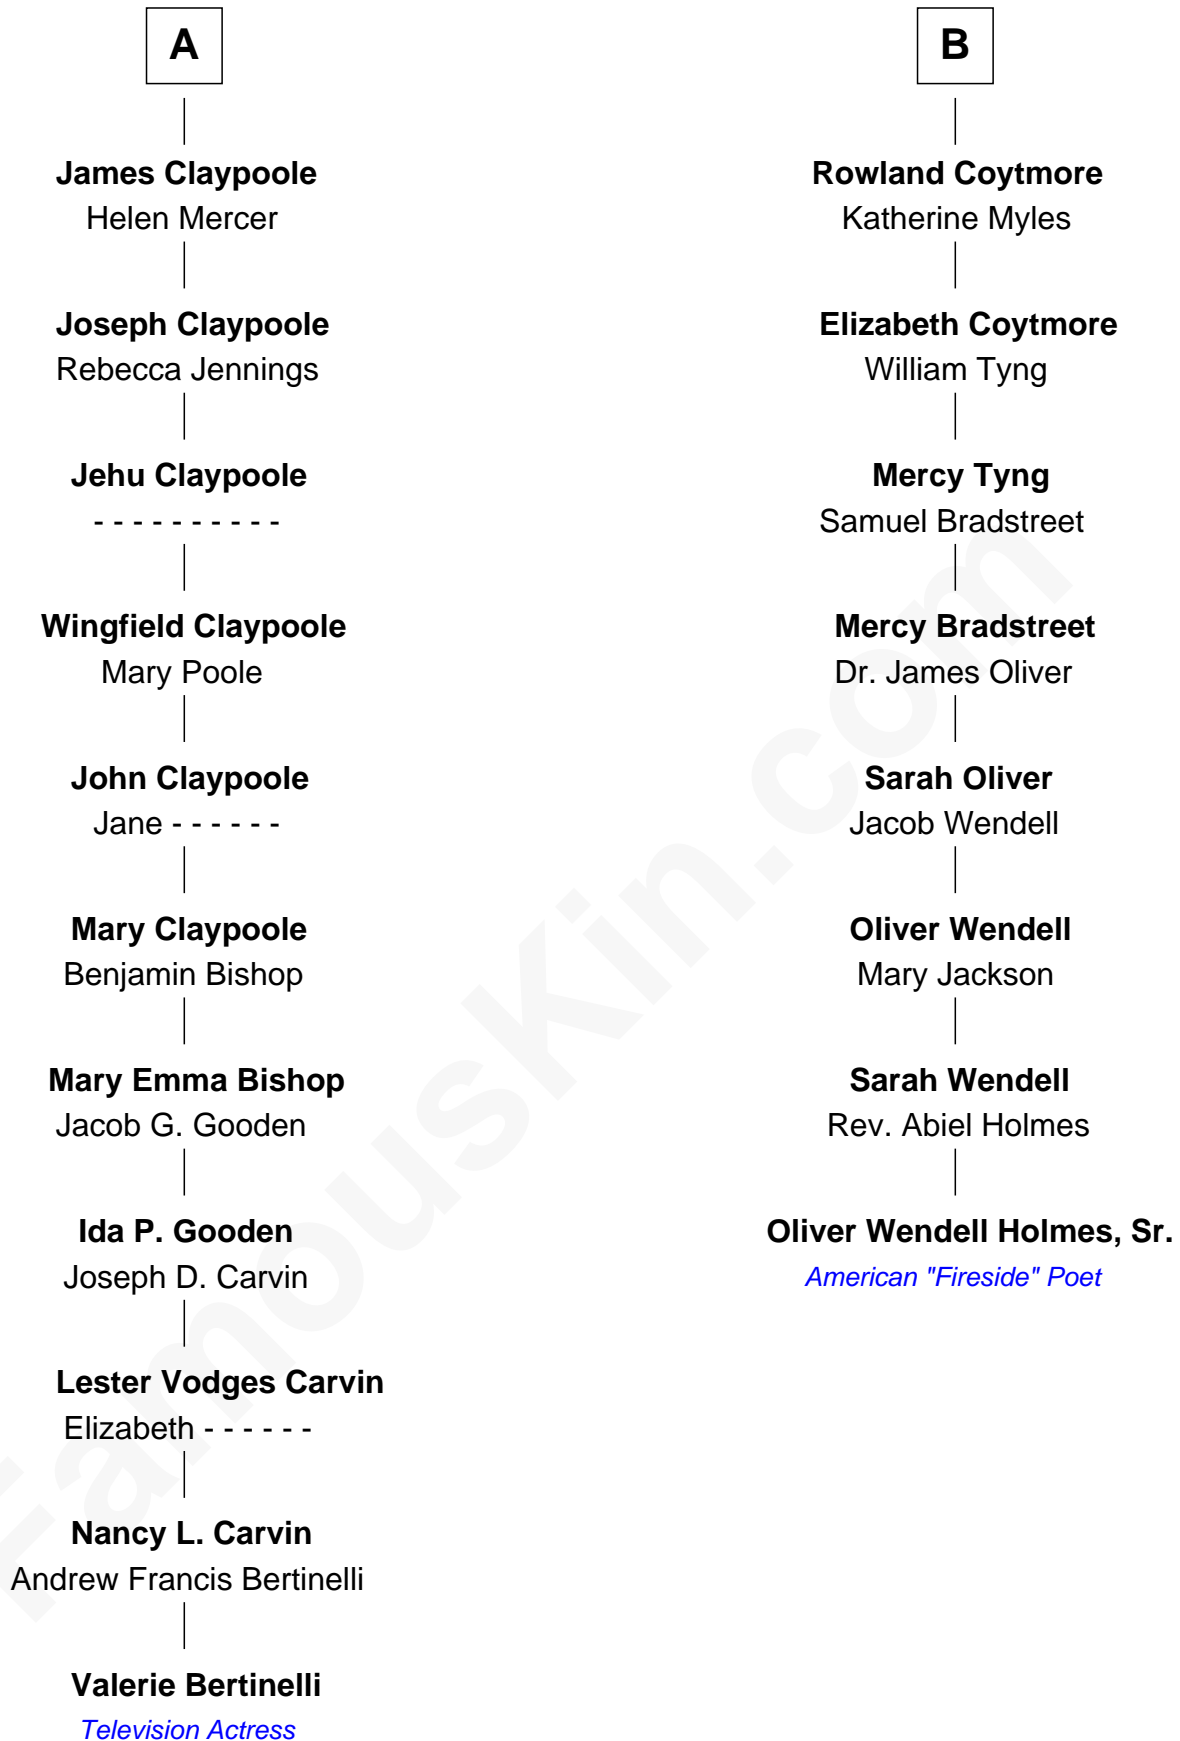 A
James Claypoole
Helen Mercer
Joseph Claypoole
Rebecca Jennings
Jehu Claypoole
- - - - - - - - - -
Wingfield Claypoole
Mary Poole
John Claypoole
Jane - - - - - -
Mary Claypoole
Benjamin Bishop
Mary Emma Bishop
Jacob G. Gooden
Ida P. Gooden
Joseph D. Carvin
Lester Vodges Carvin
Elizabeth - - - - - -
Nancy L. Carvin
Andrew Francis Bertinelli
Valerie Bertinelli
Television Actress
B
Rowland Coytmore
Katherine Myles
Elizabeth Coytmore
William Tyng
Mercy Tyng
Samuel Bradstreet
Mercy Bradstreet
Dr. James Oliver
Sarah Oliver
Jacob Wendell
Oliver Wendell
Mary Jackson
Sarah Wendell
Rev. Abiel Holmes
Oliver Wendell Holmes, Sr.
American "Fireside" Poet
FamousKin.com